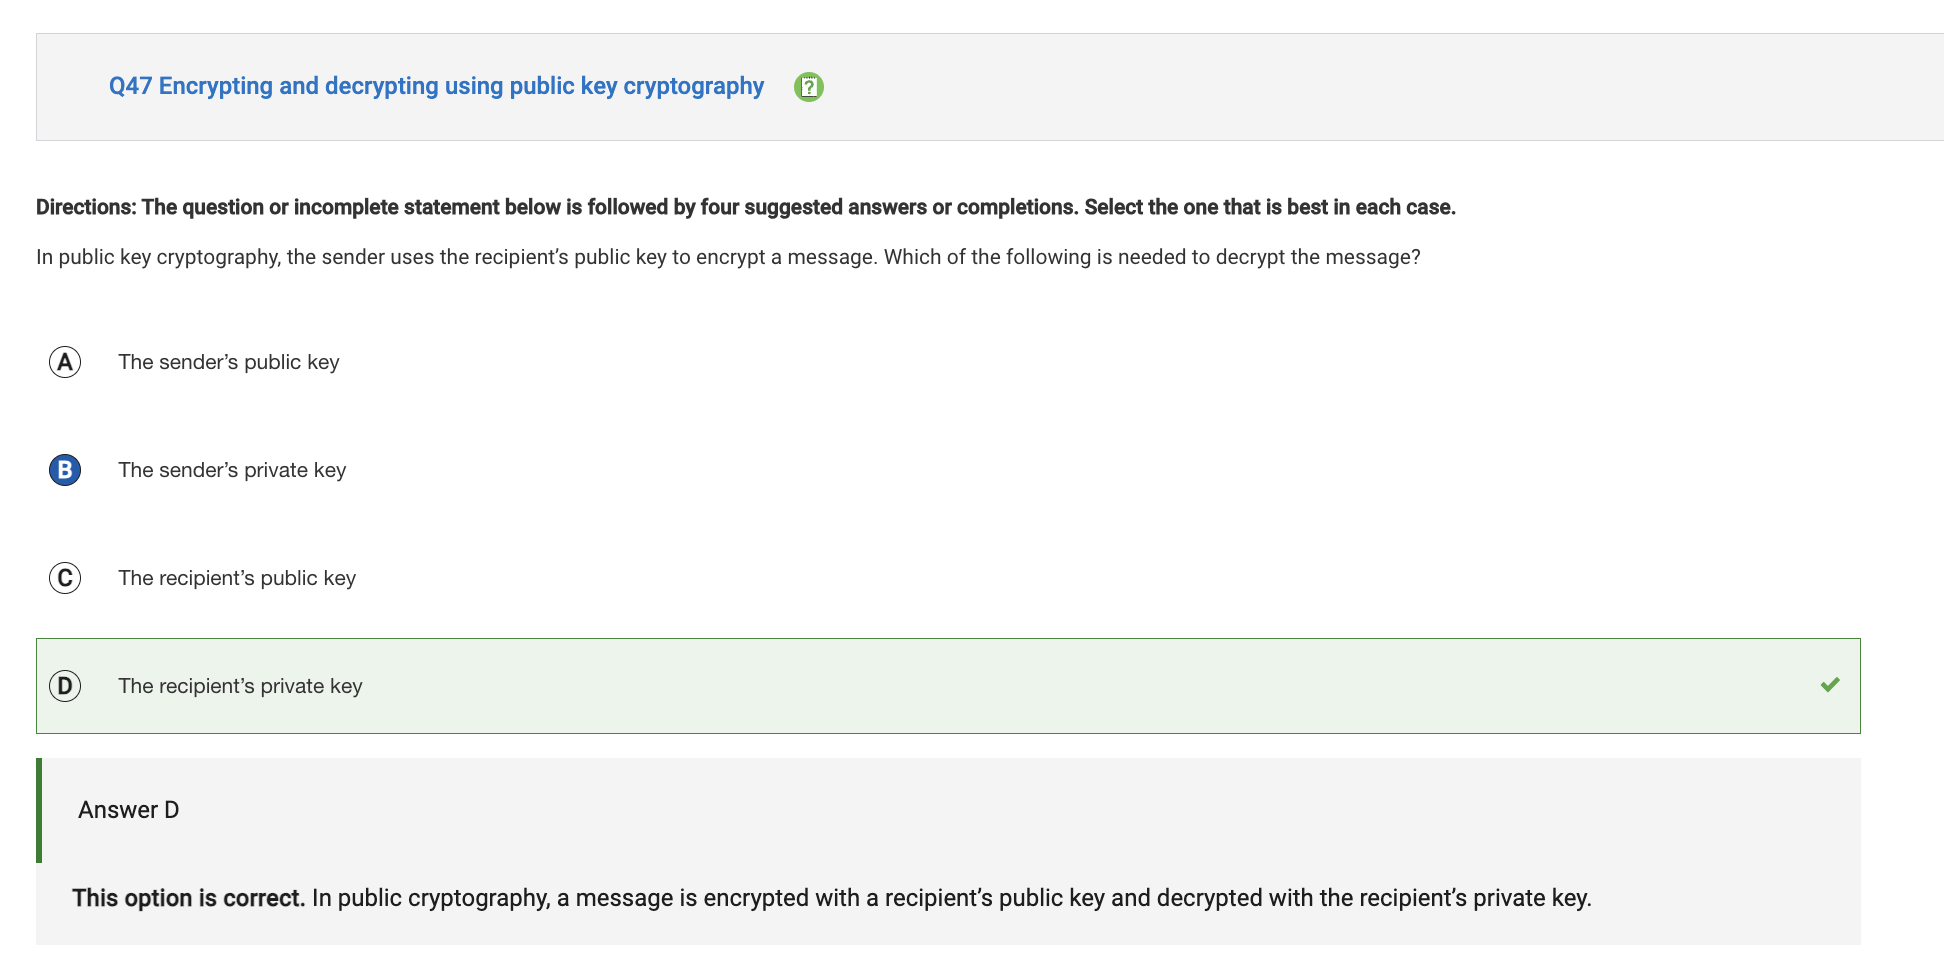 Q47 Encrypting and decrypting using public key cryptography ?
Directions: The question or incomplete statement below is followed by four suggested answers or completions. Select the one that is best in each case.
In public key cryptography, the sender uses the recipient’s public key to encrypt a message. Which of the following is needed to decrypt the message?
A The sender’s public key
B The sender’s private key
C The recipient’s public key
D The recipient’s private key
Answer D
This option is correct. In public cryptography, a message is encrypted with a recipient’s public key and decrypted with the recipient’s private key.